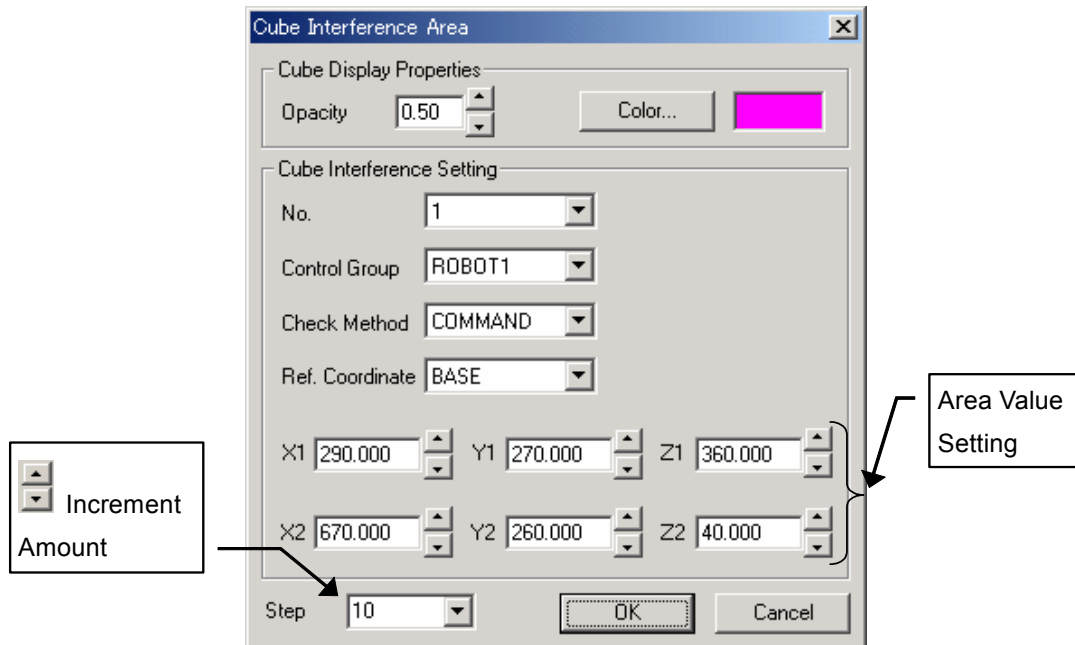 Cube Interference Area
Cube Display Properties
Opacity 0.50 Color...
Cube Interference Setting
No. 1
Control Group ROBOT1
Check Method COMMAND
Ref. Coordinate BASE
Area Value
Setting
X1 290.000 Y1 270.000 Z1 360.000
Increment
Amount
X2 670.000 Y2 260.000 Z2 40.000
Step 10 OK Cancel